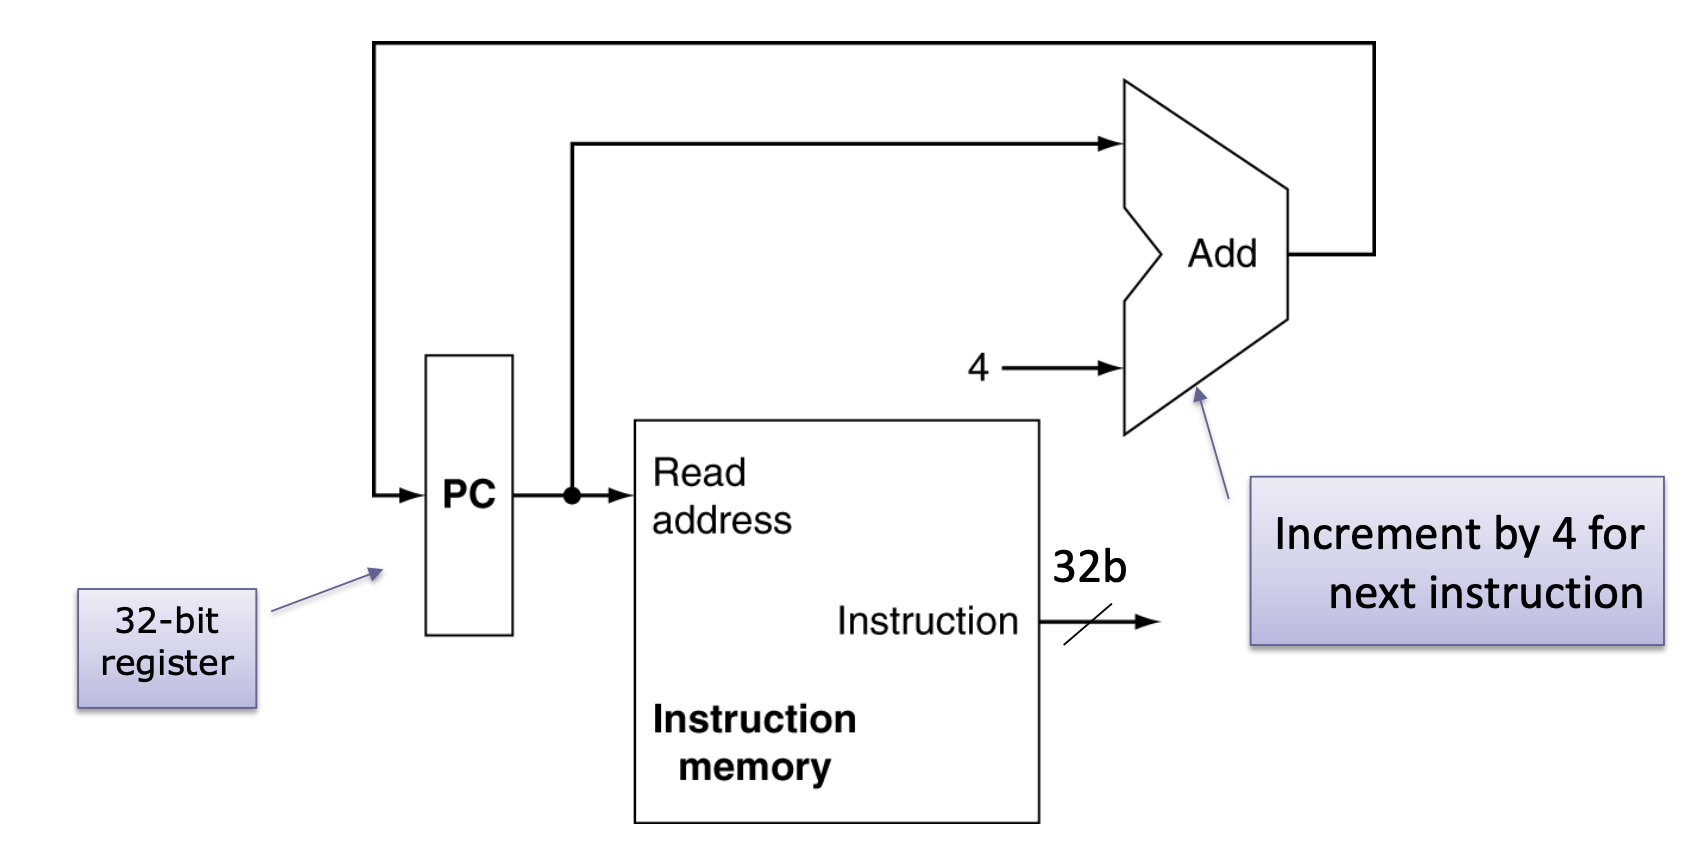 Add
4
PC
Read
address
32b
Instruction
Increment by 4 for
next instruction
32-bit
register
Instruction
memory